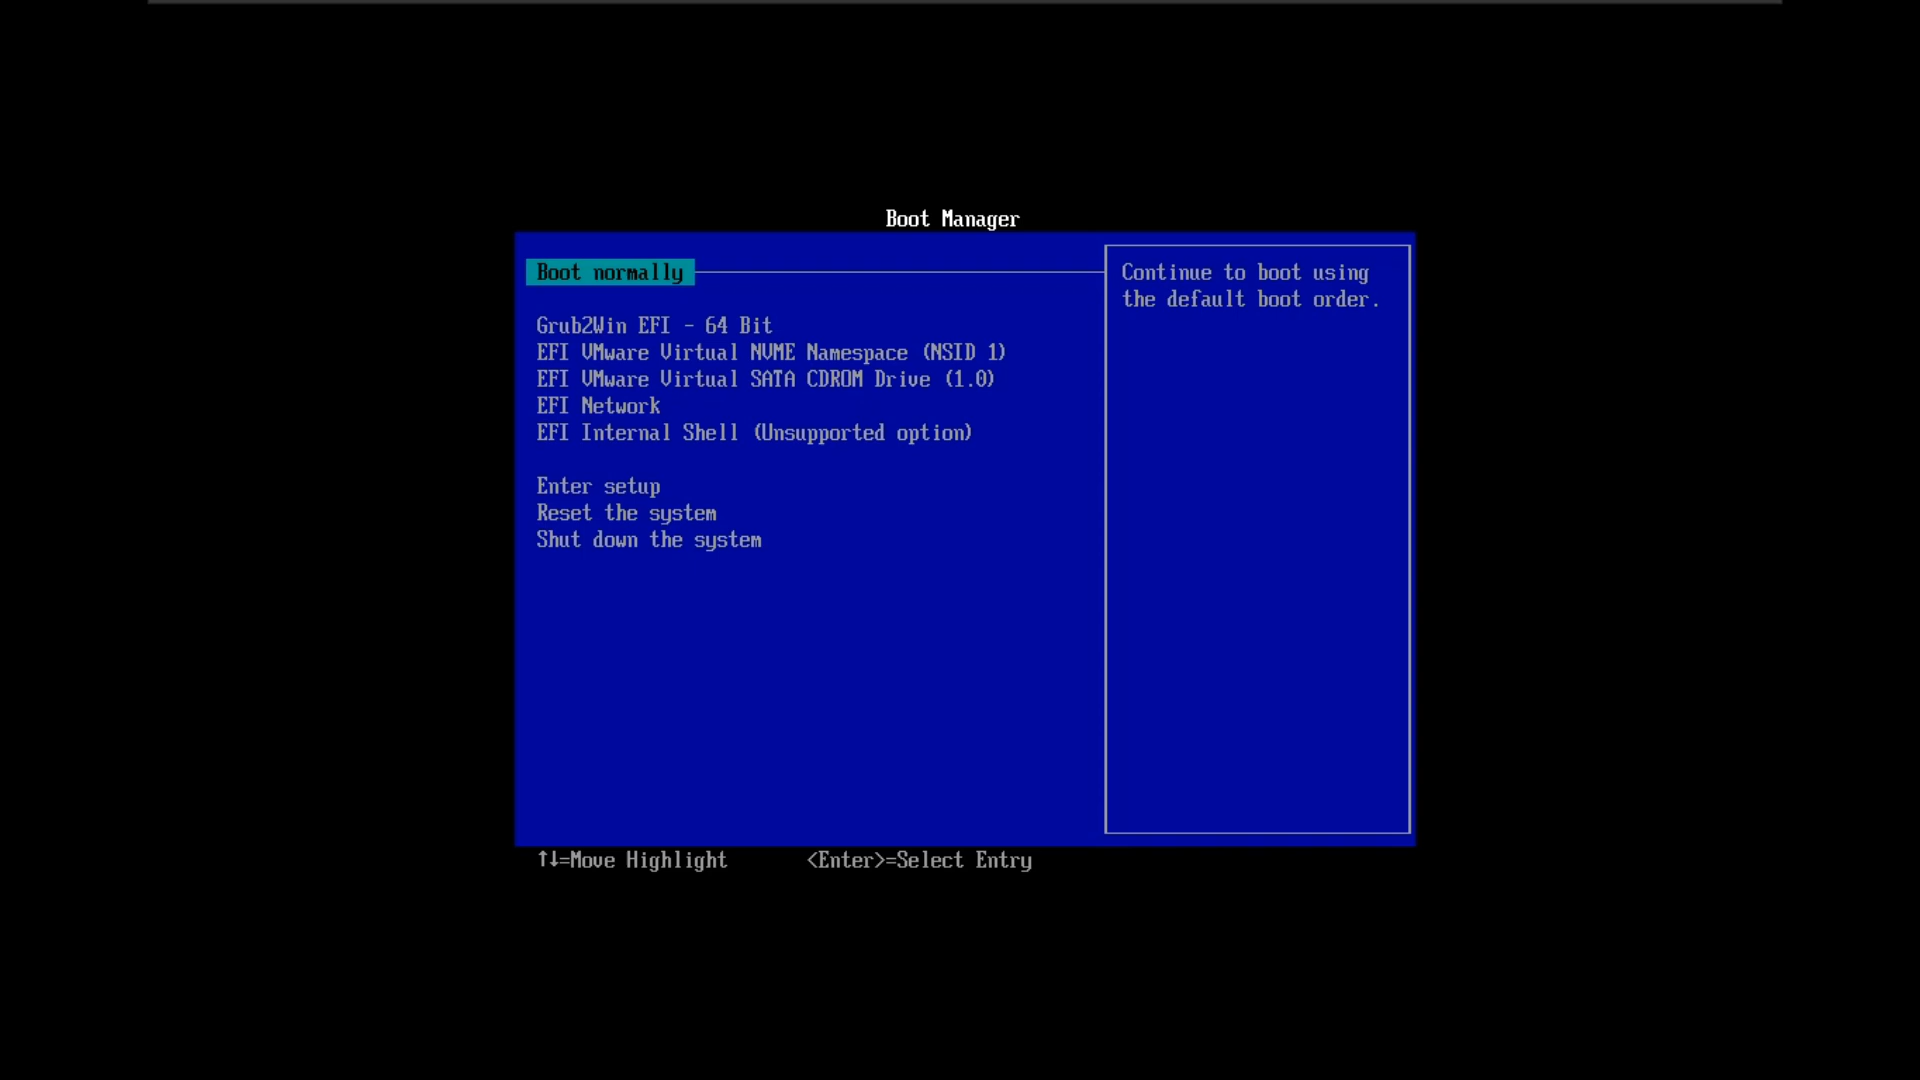 Boot Manager
Boot normally
Continue to boot using
the default boot order.
Grub2Win EFI - 64 Bit
EFI VMware Virtual NVME Namespace (NSID 1)
EFI VMware Virtual SATA CDROM Drive (1.0)
EFI Network
EFI Internal Shell (Unsupported option)
Enter setup
Reset the system
Shut down the system
↑↓=Move Highlight <Enter>=Select Entry